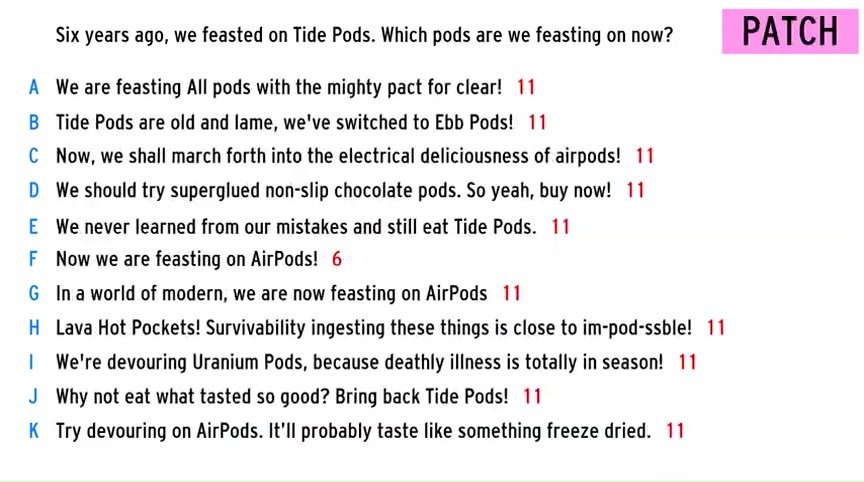 Six years ago, we feasted on Tide Pods. Which pods are we feasting on now?
PATCH
A We are feasting All pods with the mighty pact for clear! 11
B Tide Pods are old and lame, we've switched to Ebb Pods! 11
C Now, we shall march forth into the electrical deliciousness of airpods! 11
D We should try superglued non-slip chocolate pods. So yeah, buy now! 11
E We never learned from our mistakes and still eat Tide Pods. 11
F Now we are feasting on AirPods! 6
G In a world of modern, we are now feasting on AirPods 11
H Lava Hot Pockets! Survivability ingesting these things is close to im-pod-ssble! 11
I We're devouring Uranium Pods, because deathly illness is totally in season! 11
J Why not eat what tasted so good? Bring back Tide Pods! 11
K Try devouring on AirPods. It'll probably taste like something freeze dried. 11